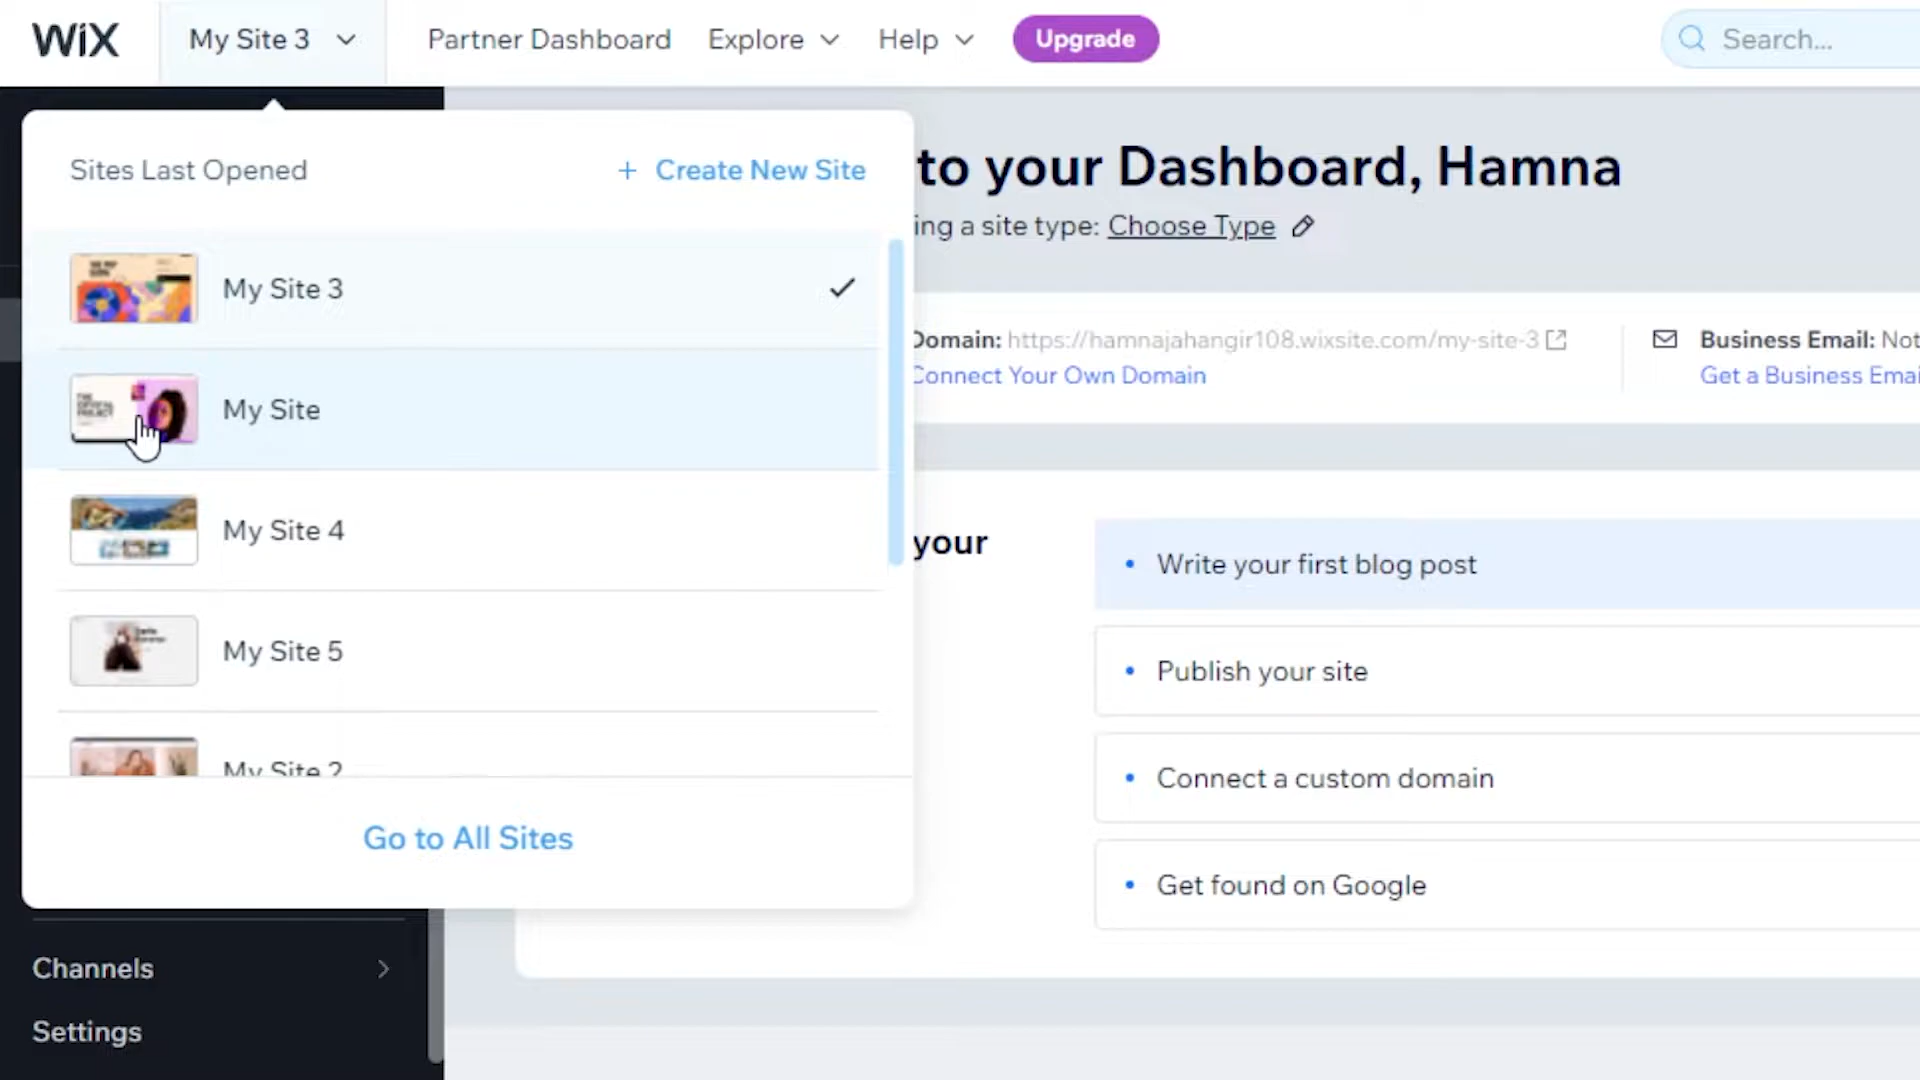 WiX
My Site 3
Partner Dashboard
Explore
Help
Upgrade
Search...
Sites Last Opened
+ Create New Site
to your Dashboard, Hamna
ing a site type: Choose Type
My Site 3
Domain: https://hamnajahangir108.wixsite.com/my-site-3
Connect Your Own Domain
Business Email: Not
Get a Business Emai
My Site
My Site 4
My Site 5
My Site 2
Go to All Sites
your
Write your first blog post
Publish your site
Connect a custom domain
Get found on Google
Channels
Settings